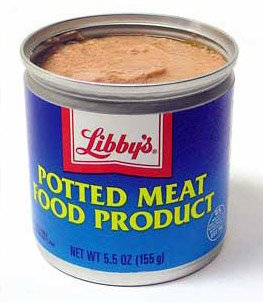 Libby's®
POTTED MEAT
FOOD PRODUCT
NET WT 5.5 OZ (155 g)